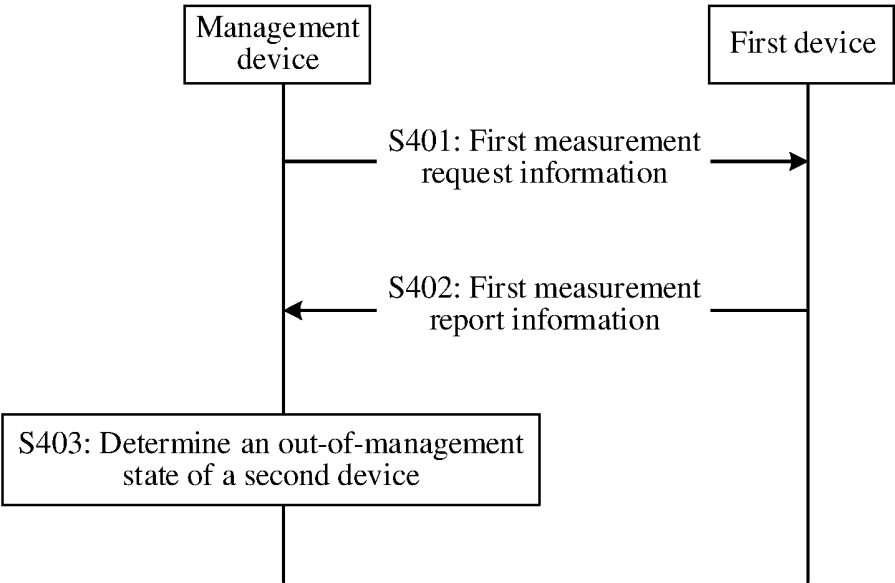 Management
device
First device
S401: First measurement
request information
S402: First measurement
report information
S403: Determine an out-of-management
state of a second device